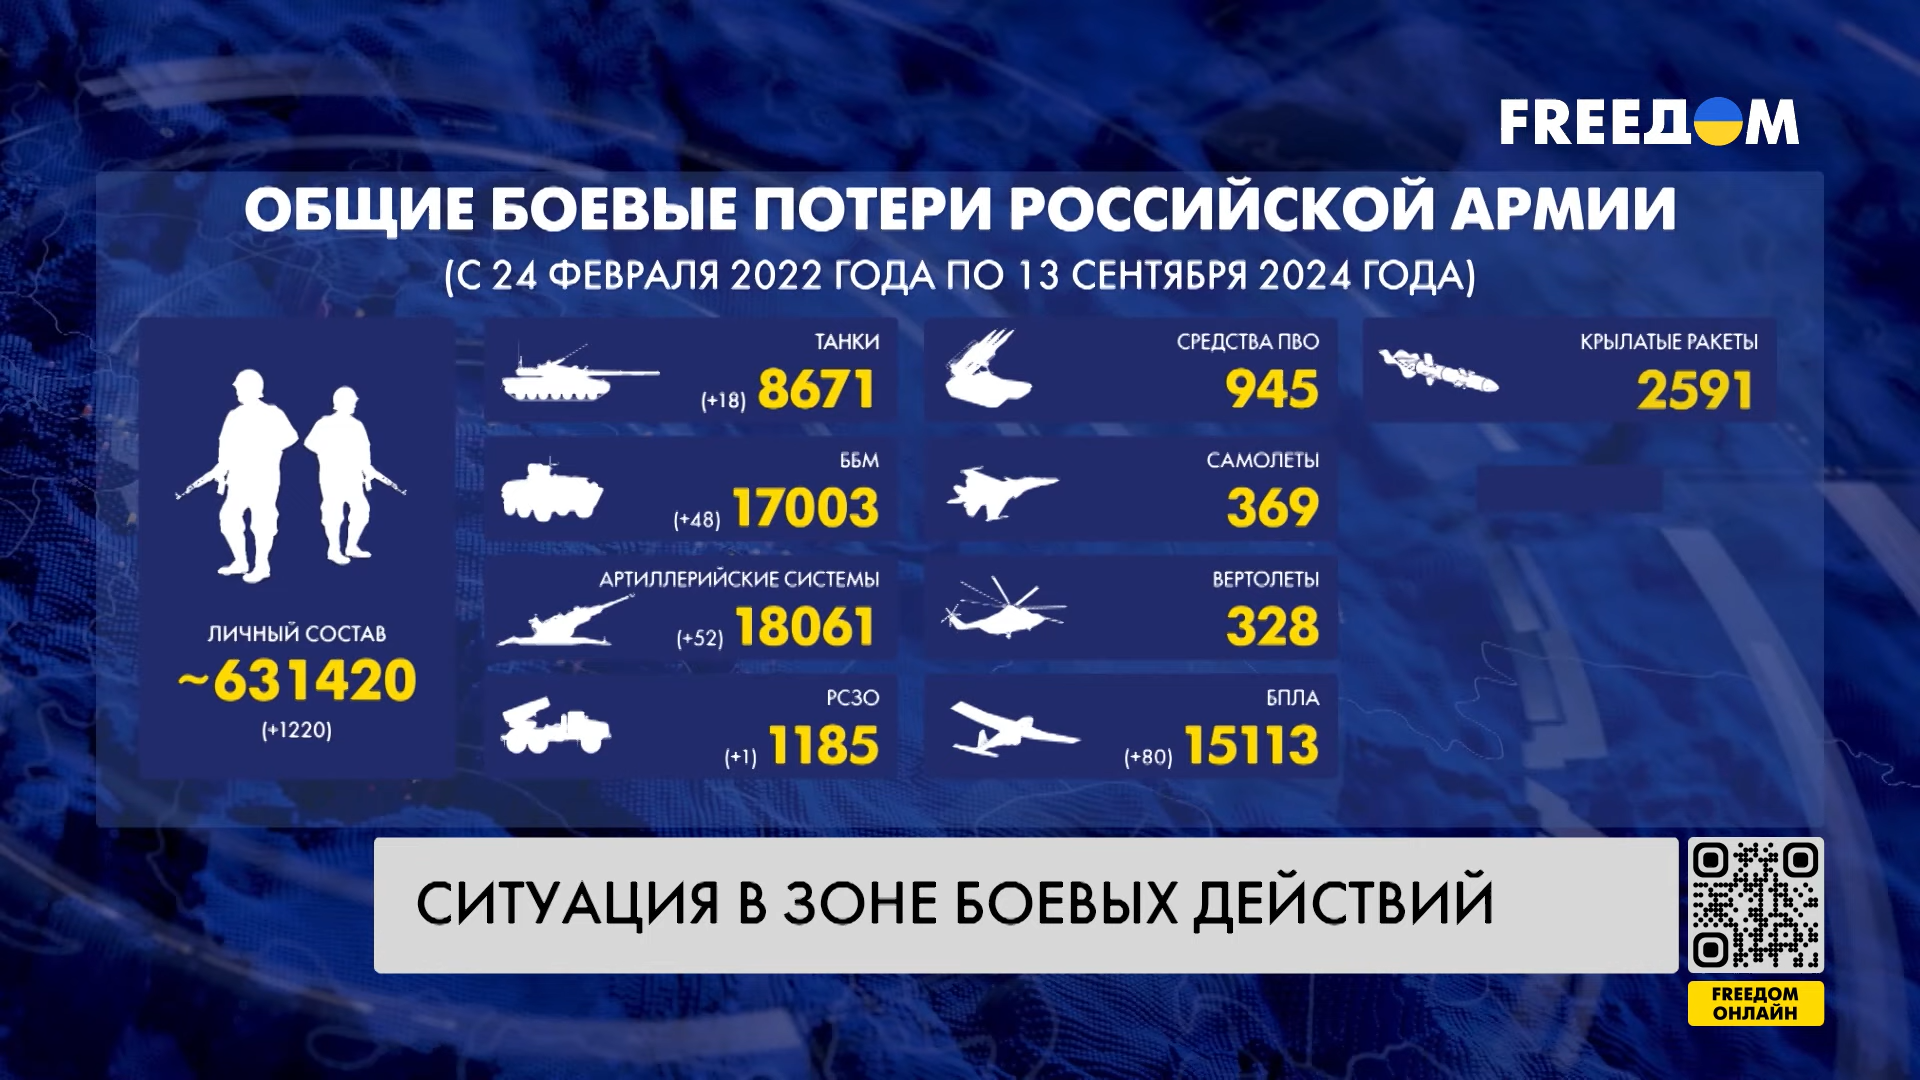 FREEДОM
ОБЩИЕ БОЕВЫЕ ПОТЕРИ РОССИЙСКОЙ АРМИИ
(С 24 ФЕВРАЛЯ 2022 ГОДА ПО 13 СЕНТЯБРЯ 2024 ГОДА)
ЛИЧНЫЙ СОСТАВ
~631420
(+1220)
ТАНКИ
(+18) 8671
ББМ
(+48) 17003
АРТИЛЛЕРИЙСКИЕ СИСТЕМЫ
(+52) 18061
РСЗО
(+1) 1185
СРЕДСТВА ПВО
945
САМОЛЕТЫ
369
ВЕРТОЛЕТЫ
328
БПЛА
(+80) 15113
КРЫЛАТЫЕ РАКЕТЫ
2591
СИТУАЦИЯ В ЗОНЕ БОЕВЫХ ДЕЙСТВИЙ
FREEДОМ
ОНЛАЙН